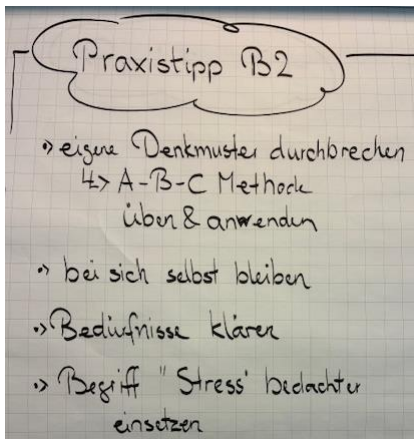 Praxistipp B2
•> eigene Denkmuster durchbrechen
↳> A-B-C Methode
üben & anwenden
•> bei sich selbst bleiben
•> Bedürfnisse klären
•> Begriff "Stress" bedachter
einsetzen